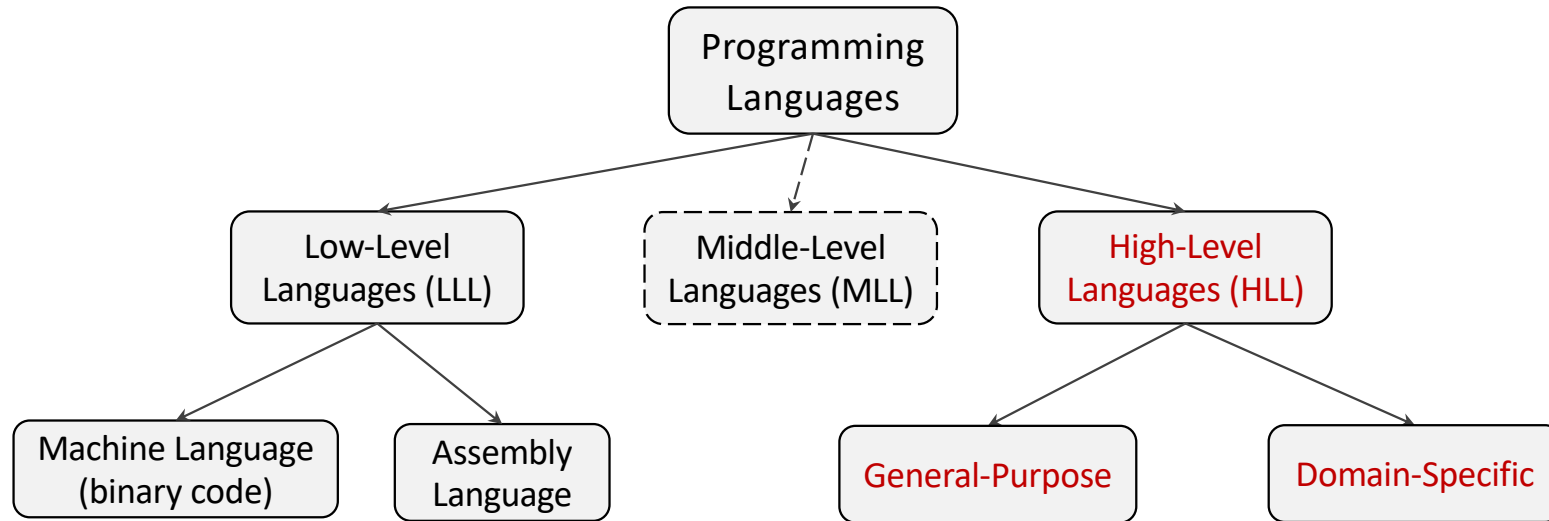 Programming
Languages
Low-Level
Languages (LLL)
Middle-Level
Languages (MLL)
High-Level
Languages (HLL)
Machine Language
(binary code)
Assembly
Language
General-Purpose
Domain-Specific